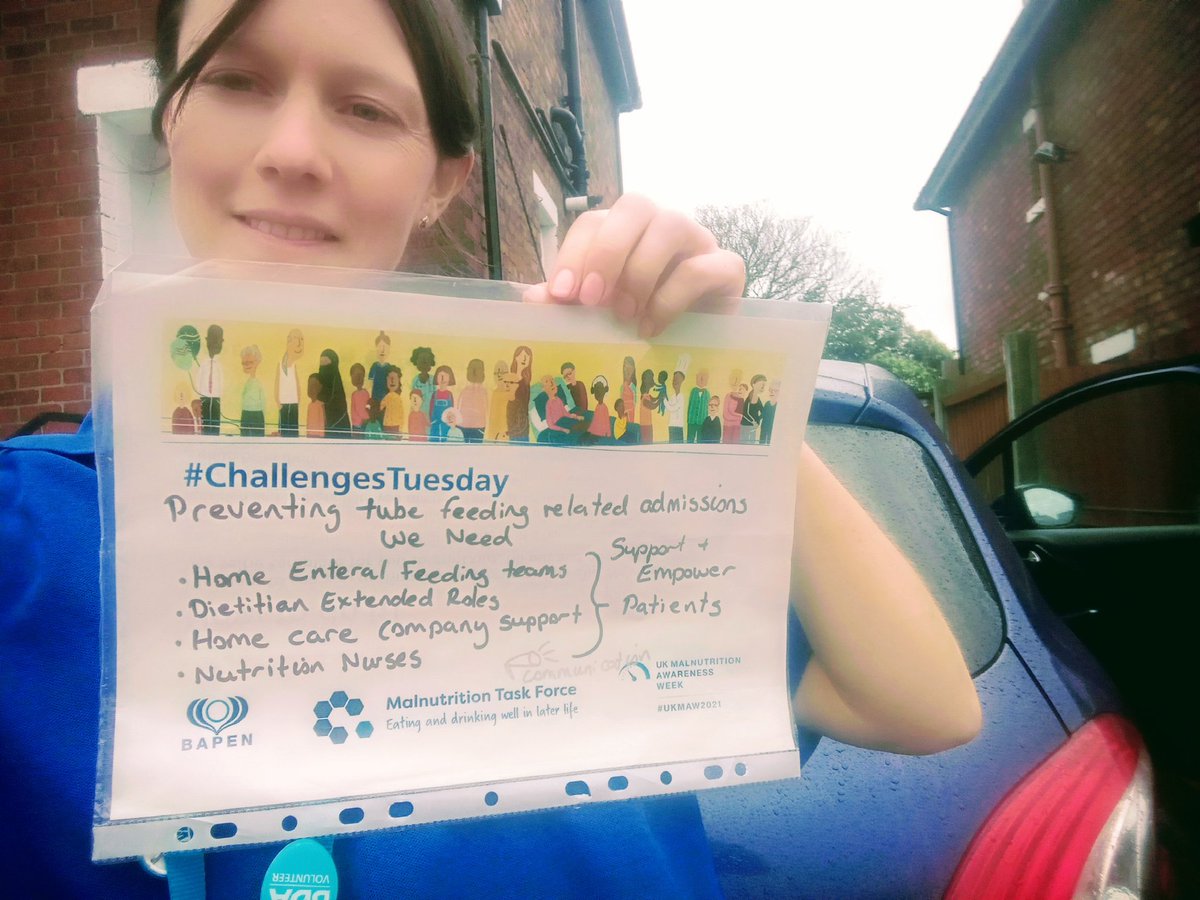 #ChallengesTuesday
Preventing tube feeding related admissions
We Need
• Home Enteral Feeding teams
• Dietitian Extended Roles
• Home care company support
• Nutrition Nurses
Support +
Empower
Patients
communication
BAPEN
Malnutrition Task Force
Eating and drinking well in later life
UK MALNUTRITION
AWARENESS
WEEK
#UKMAW2021
BDA
VOLUNTEER